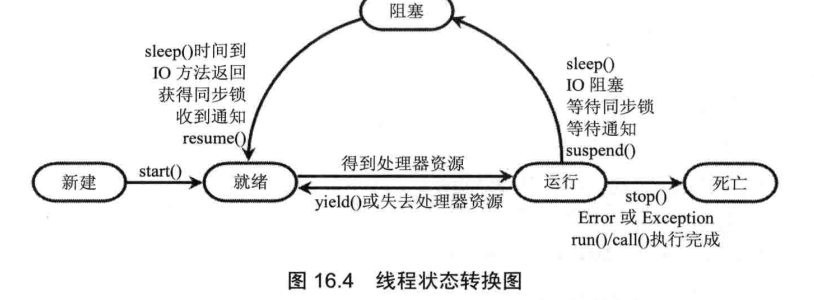 阻塞
sleep()时间到
IO 方法返回
获得同步锁
收到通知
resume()
sleep()
IO 阻塞
等待同步锁
等待通知
suspend()
新建
start()
就绪
得到处理器资源
yield()或失去处理器资源
运行
stop()
Error 或 Exception
run()/call()执行完成
死亡
图 16.4 线程状态转换图